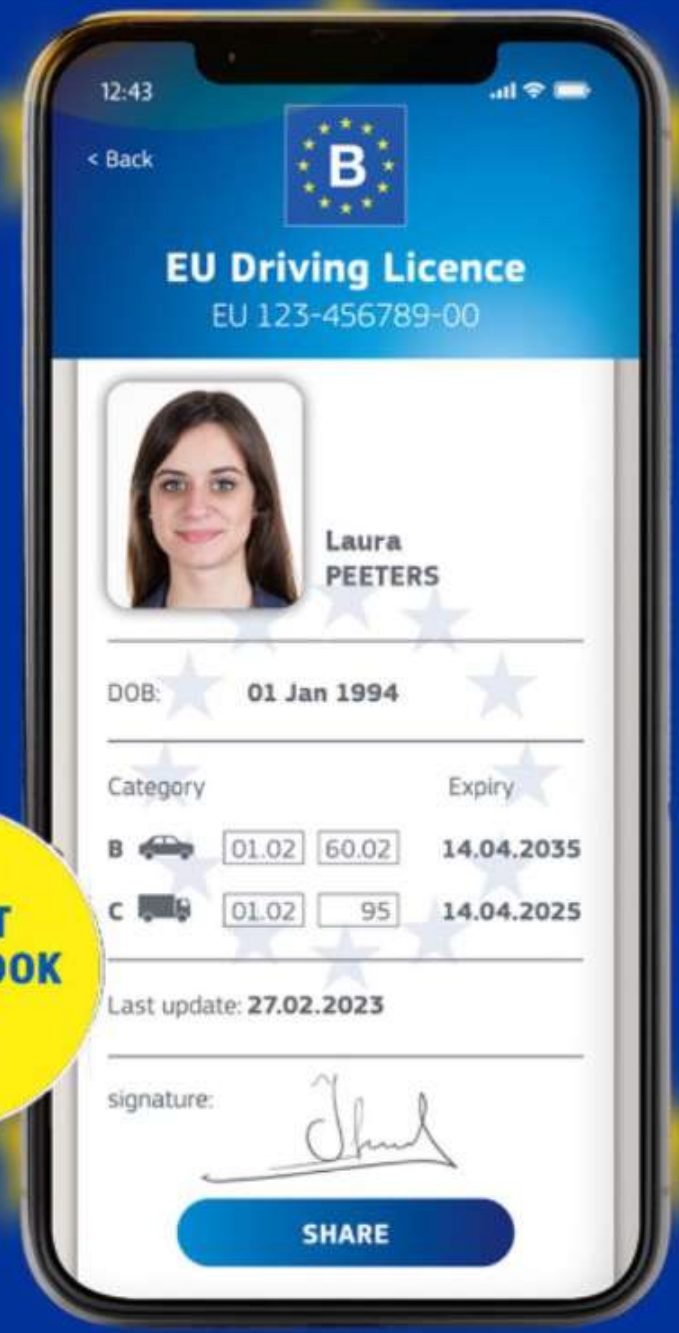 12:43
< Back
B
EU Driving Licence
EU 123-456789-00
Laura
PEETERS
DOB: 01 Jan 1994
Category Expiry
B 01.02 60.02 14.04.2035
C 01.02 95 14.04.2025
Last update: 27.02.2023
signature:
SHARE